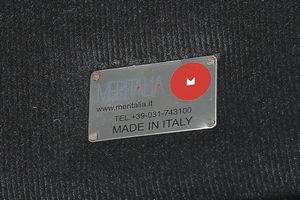 MERITALIA
www.meritalia.it
TEL.+39-031-743100
MADE IN ITALY